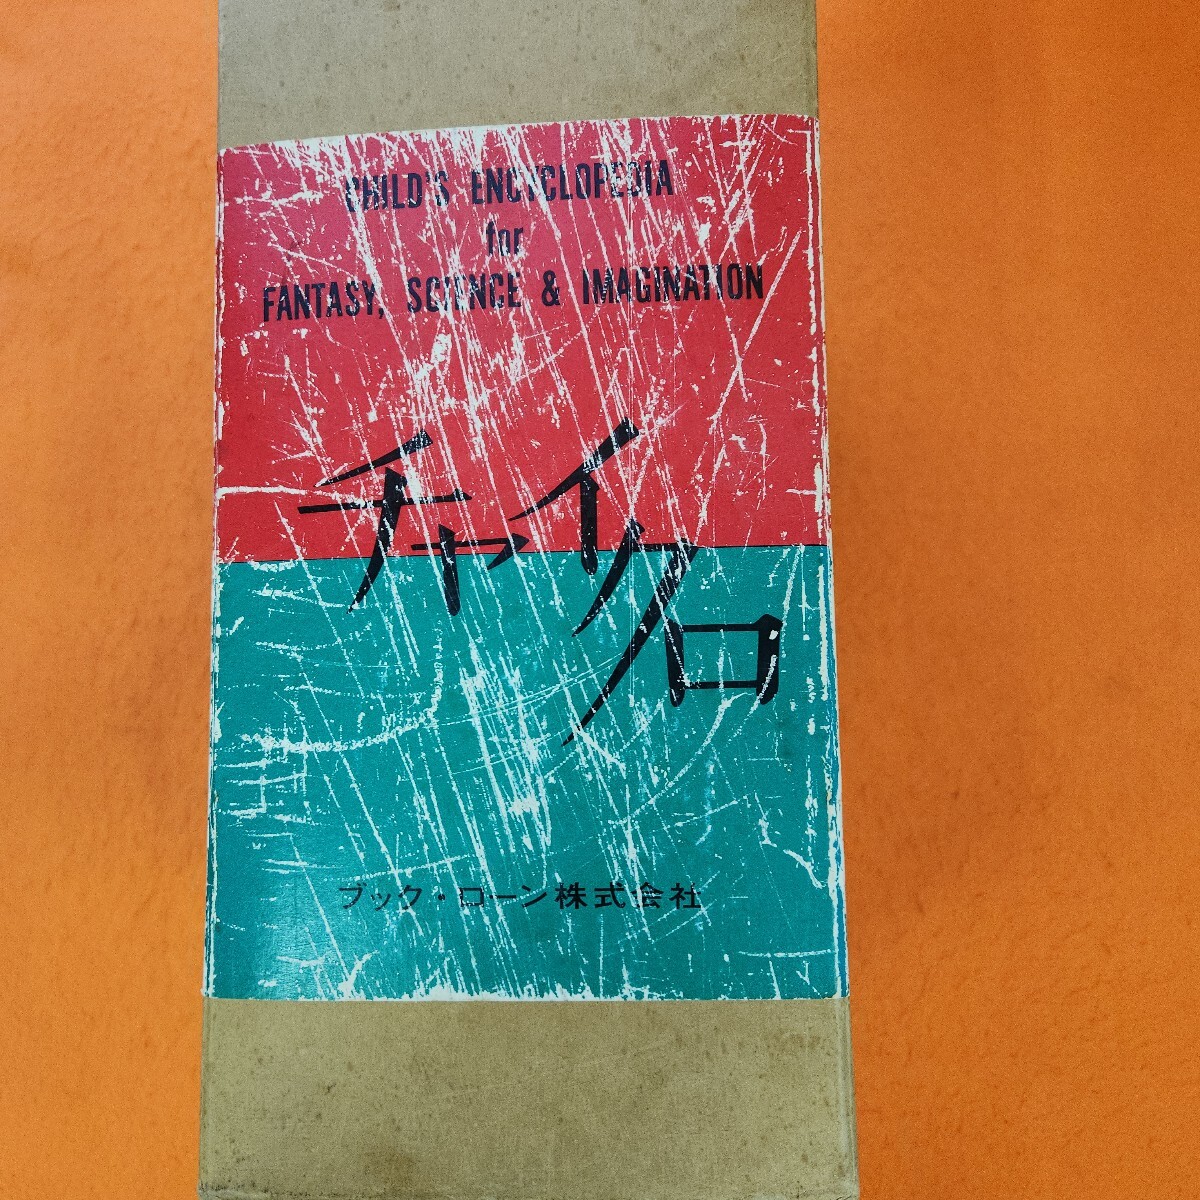 CHILD'S ENCYCLOPEDIA
for
FANTASY, SCIENCE & IMAGINATION
チャイクロ
ブック・ローン株式会社